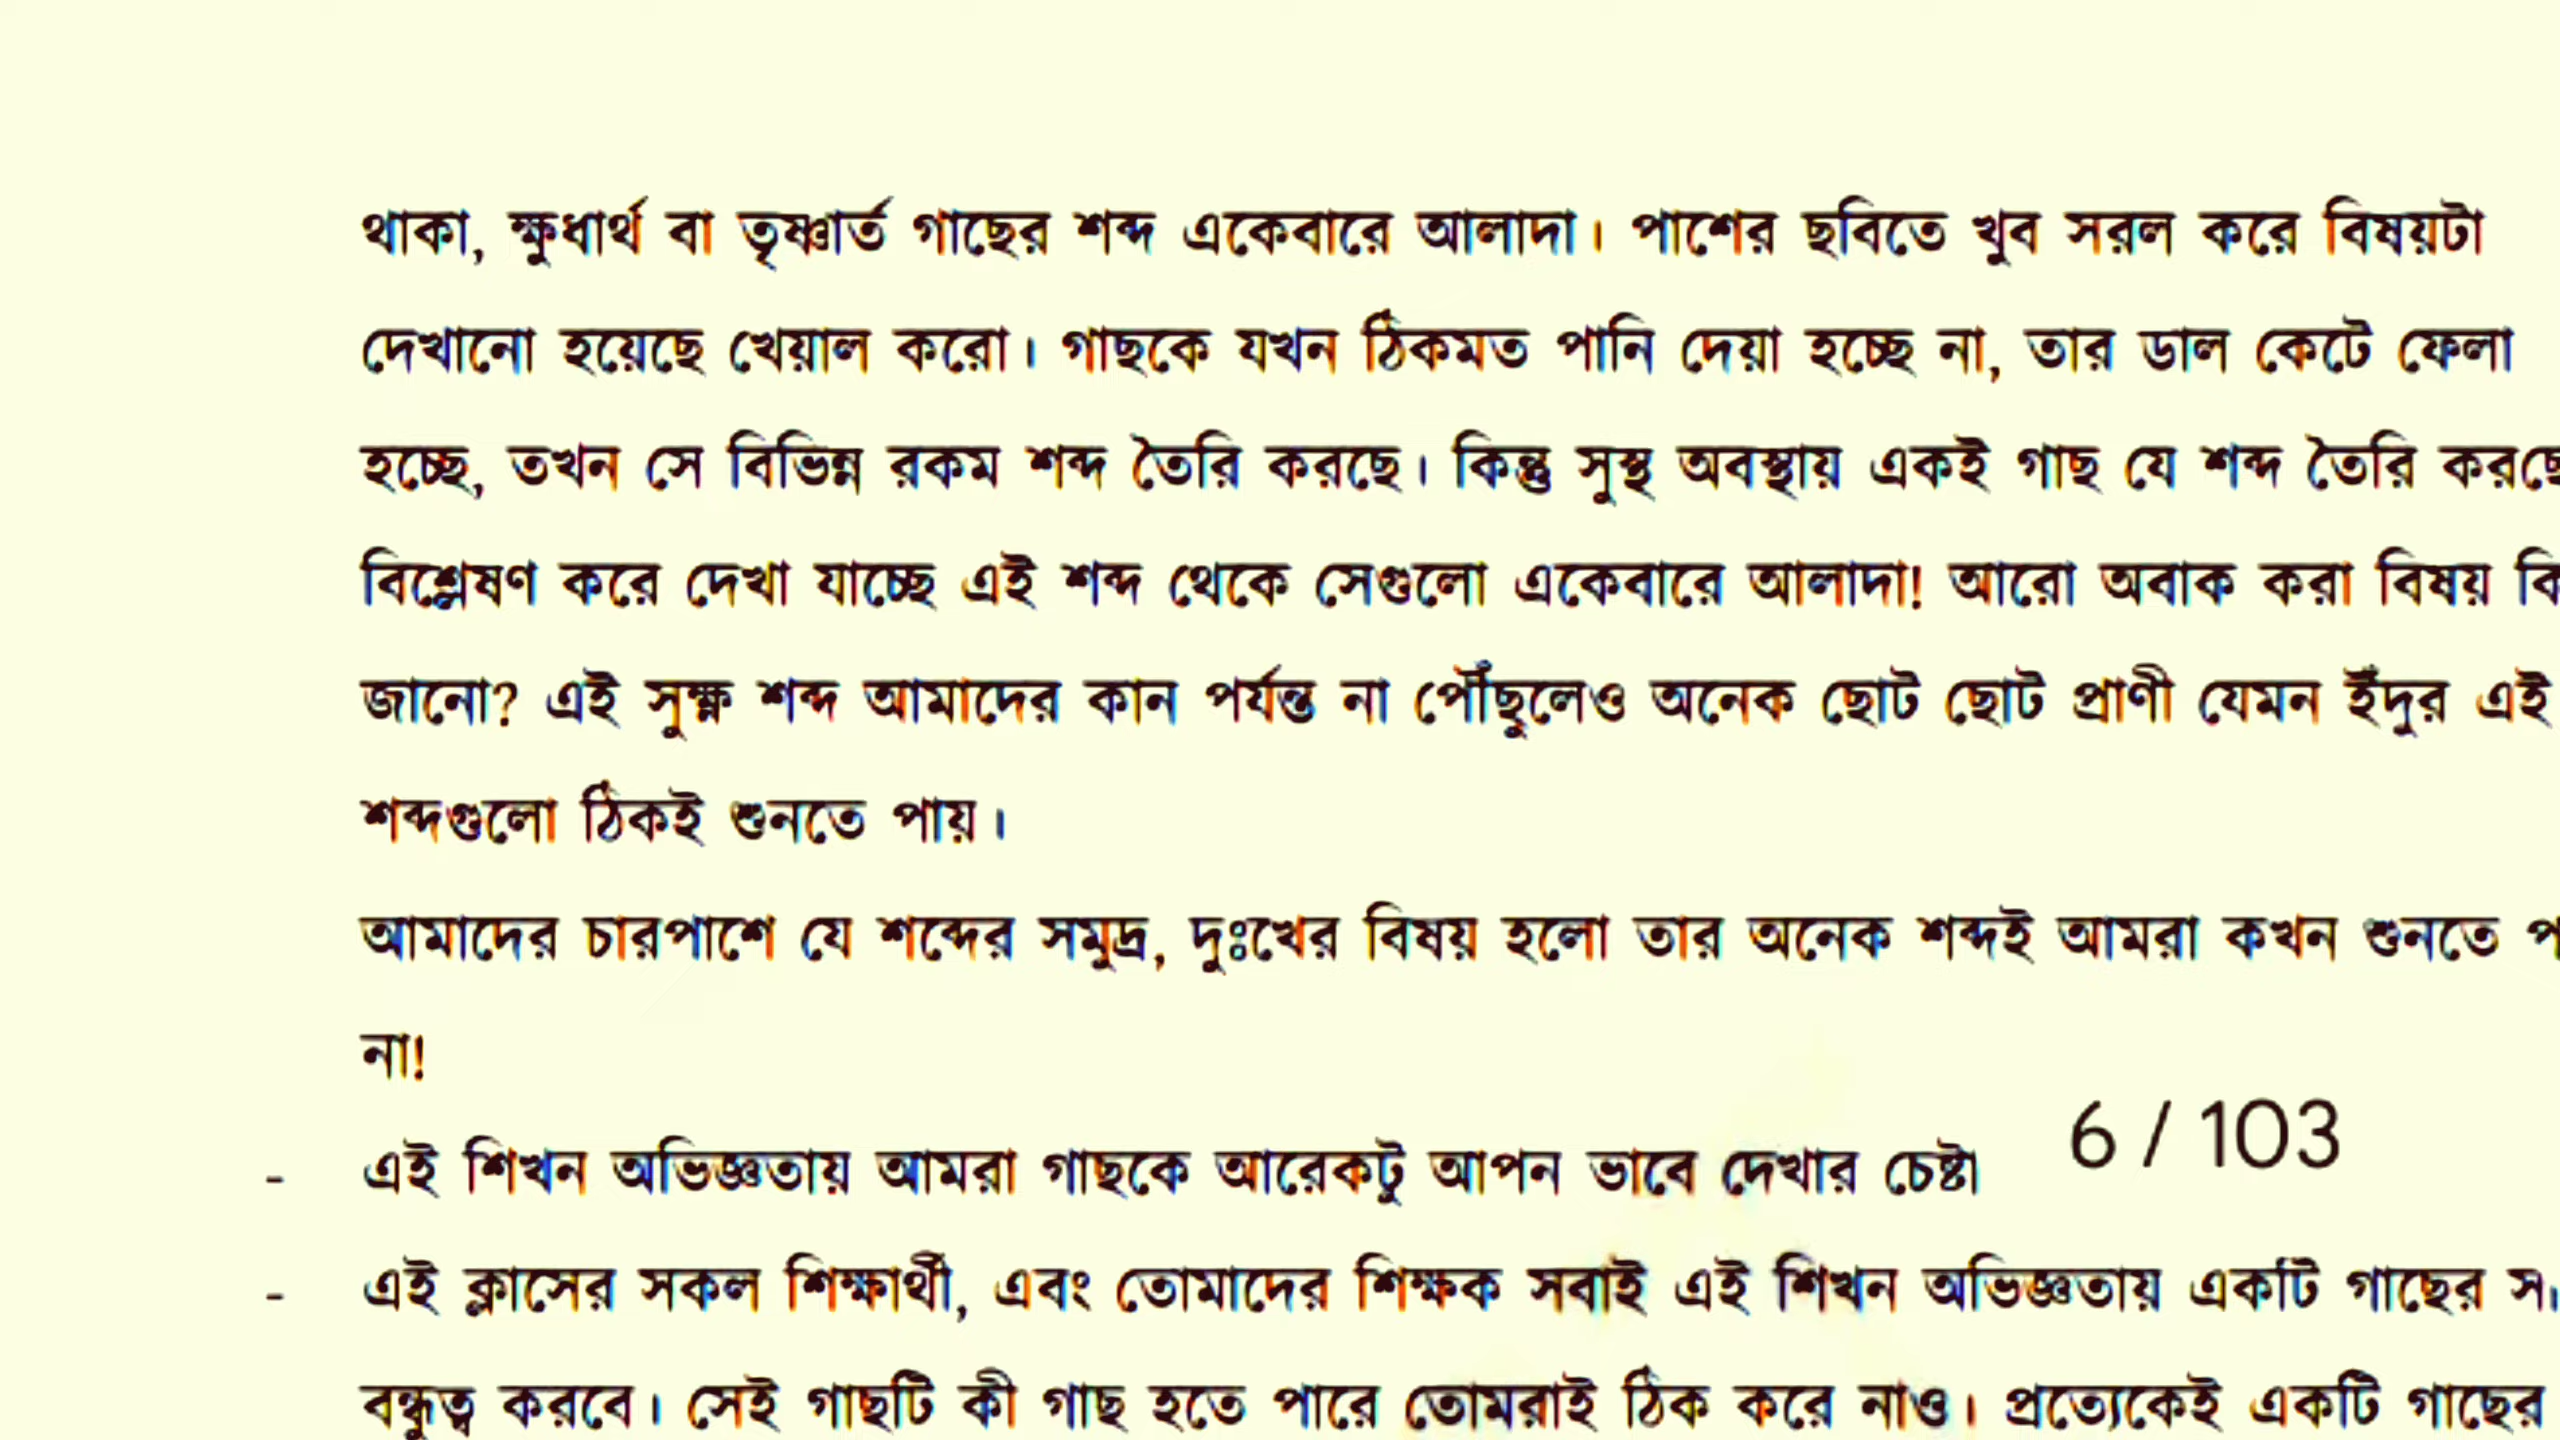 থাকা, ক্ষুধার্থ বা তৃষ্ণার্ত গাছের শব্দ একেবারে আলাদা। পাশের ছবিতে খুব সরল করে বিষয়টা
দেখানো হয়েছে খেয়াল করো। গাছকে যখন ঠিকমত পানি দেয়া হচ্ছে না, তার ডাল কেটে ফেলা
হচ্ছে, তখন সে বিভিন্ন রকম শব্দ তৈরি করছে। কিন্তু সুস্থ অবস্থায় একই গাছ যে শব্দ তৈরি করছে
বিশ্লেষণ করে দেখা যাচ্ছে এই শব্দ থেকে সেগুলো একেবারে আলাদা! আরো অবাক করা বিষয় কি
জানো? এই সুক্ষ্ণ শব্দ আমাদের কান পর্যন্ত না পৌঁছুলেও অনেক ছোট ছোট প্রাণী যেমন ইঁদুর এই
শব্দগুলো ঠিকই শুনতে পায়।
আমাদের চারপাশে যে শব্দের সমুদ্র, দুঃখের বিষয় হলো তার অনেক শব্দই আমরা কখন শুনতে
না!
- এই শিখন অভিজ্ঞতায় আমরা গাছকে আরেকটু আপন ভাবে দেখার চেষ্টা
6 / 103
- এই ক্লাসের সকল শিক্ষার্থী, এবং তোমাদের শিক্ষক সবাই এই শিখন অভিজ্ঞতায় একটি গাছের
বন্ধুত্ব করবে। সেই গাছটি কী গাছ হতে পারে তোমরাই ঠিক করে নাও। প্রত্যেকেই একটি গাছের